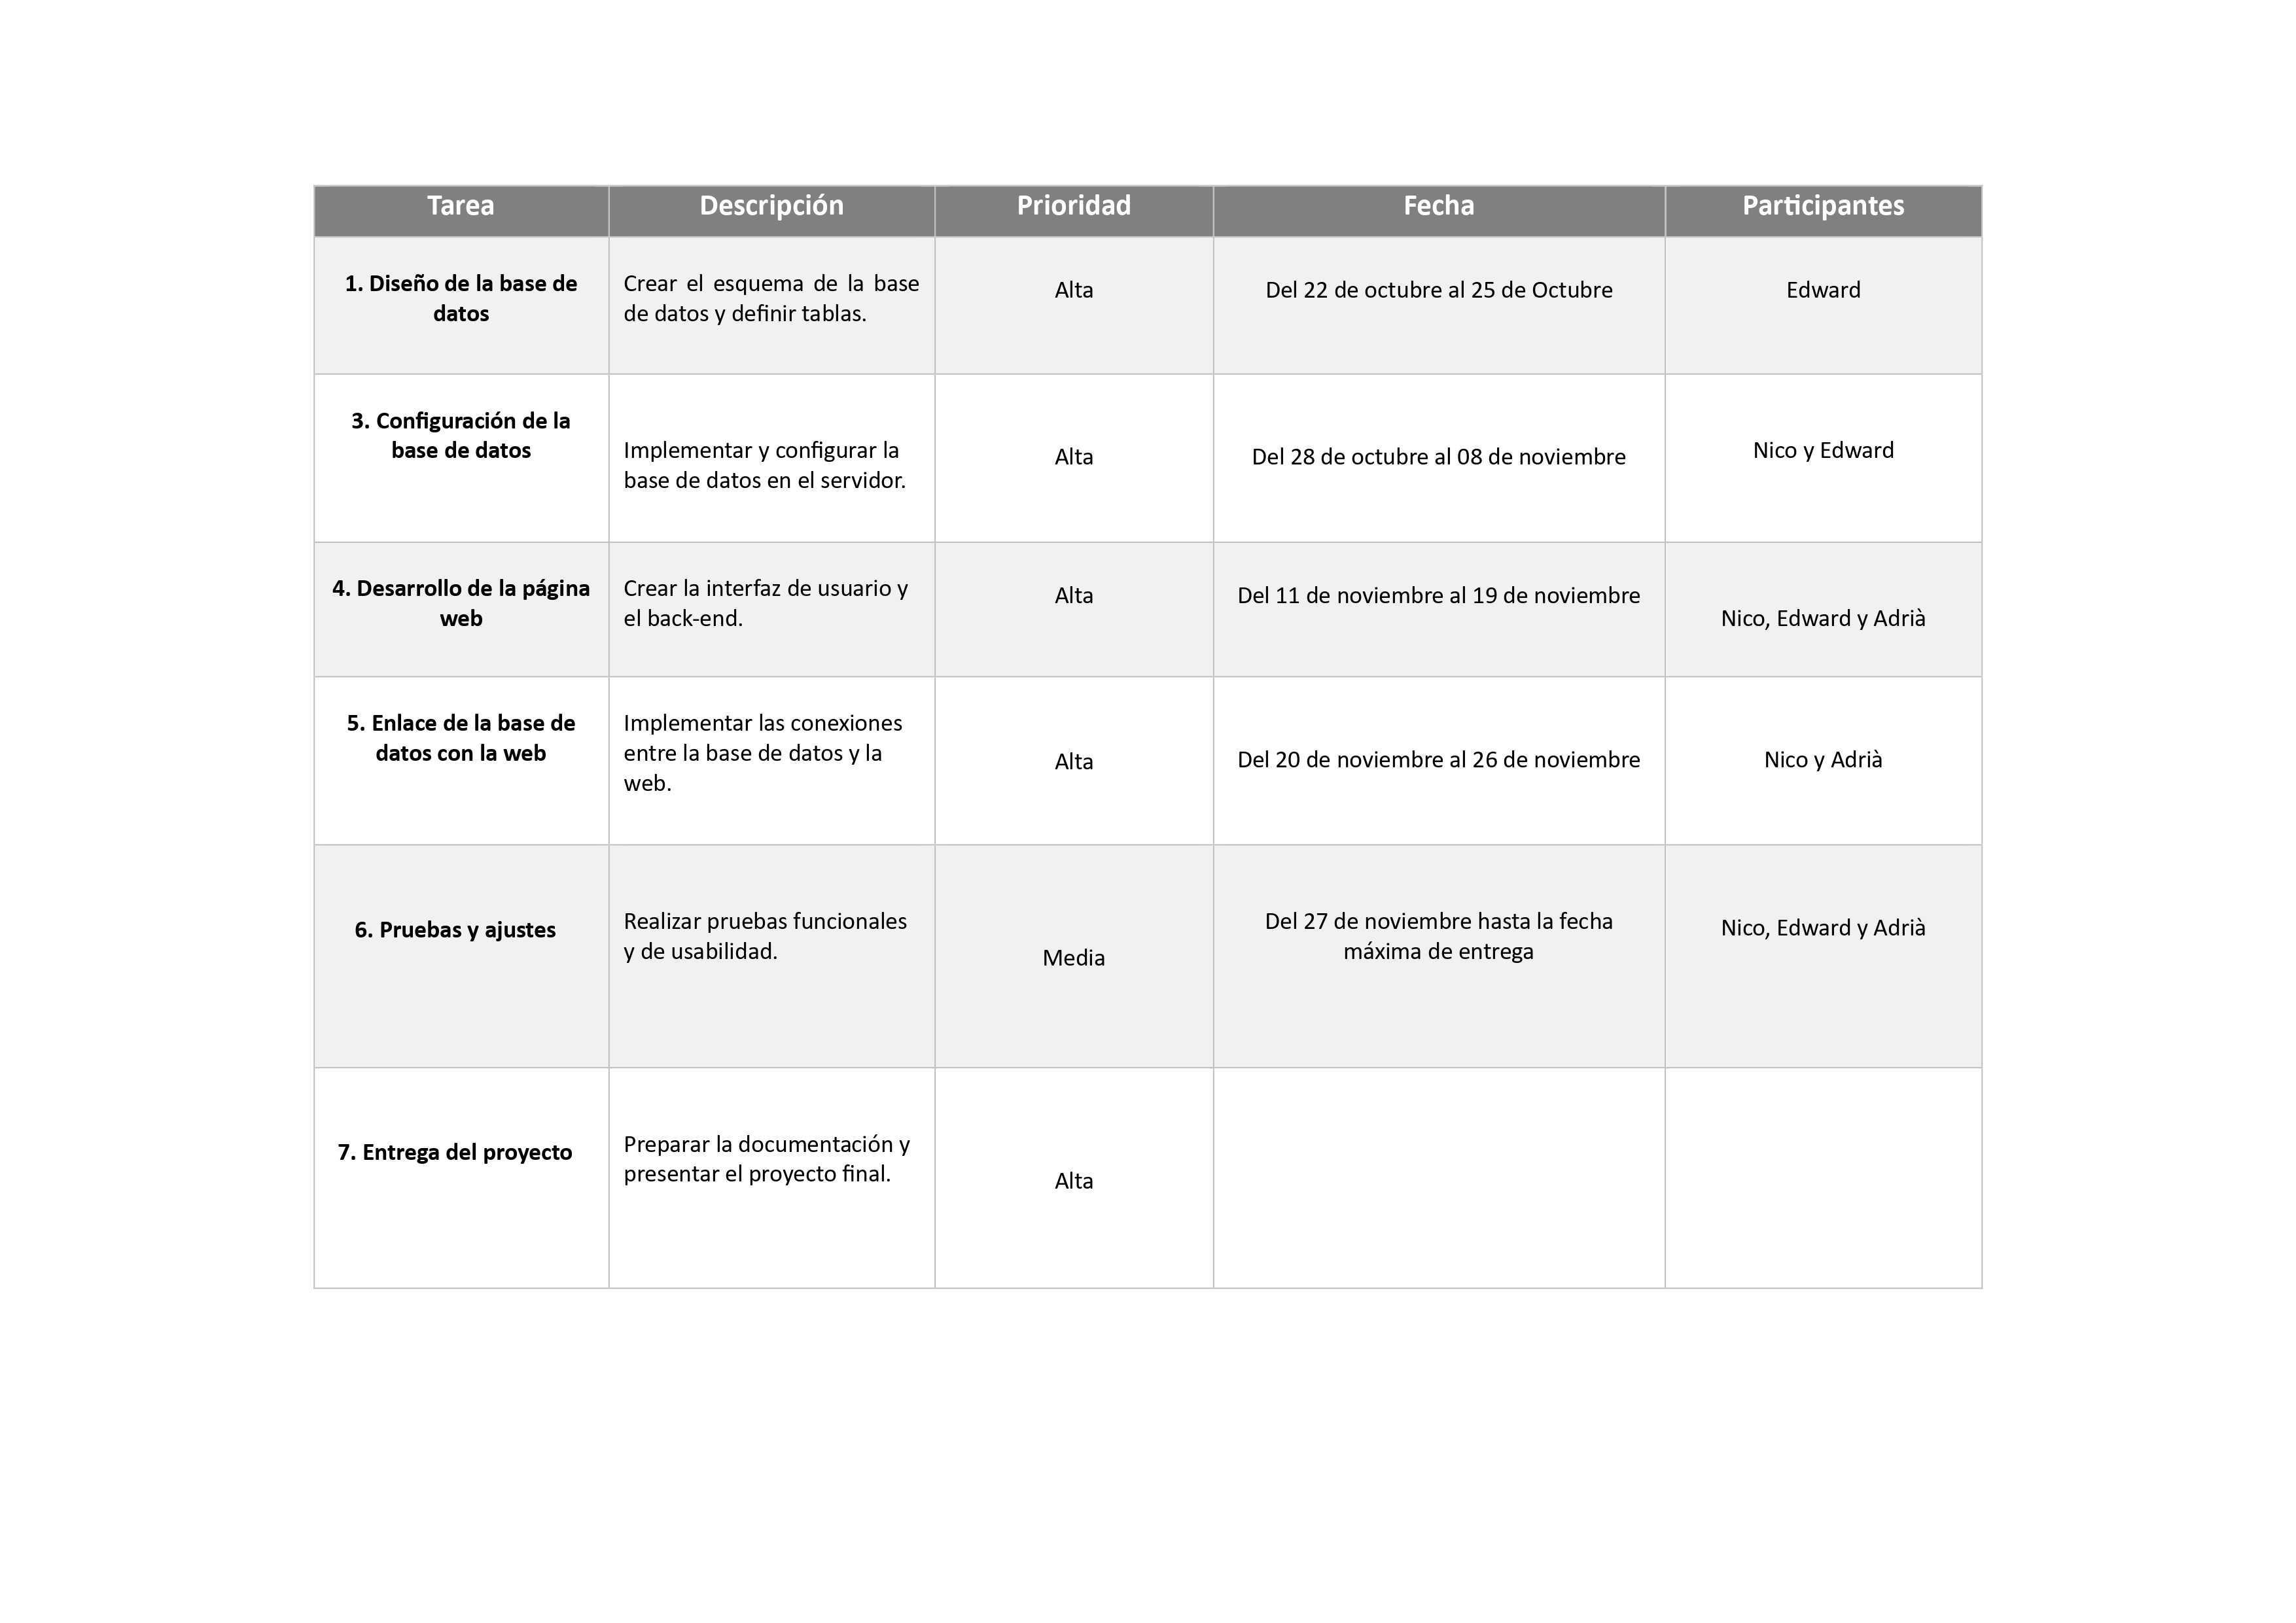 Tarea Descripción Prioridad Fecha Participantes
1. Diseño de la base de
datos
Crear el esquema de la base
de datos y definir tablas.
Alta
Del 22 de octubre al 25 de Octubre
Edward
3. Configuración de la
base de datos
Implementar y configurar la
base de datos en el servidor.
Alta
Del 28 de octubre al 08 de noviembre
Nico y Edward
4. Desarrollo de la página
web
Crear la interfaz de usuario y
el back-end.
Alta
Del 11 de noviembre al 19 de noviembre
Nico, Edward y Adrià
5. Enlace de la base de
datos con la web
Implementar las conexiones
entre la base de datos y la
web.
Alta
Del 20 de noviembre al 26 de noviembre
Nico y Adrià
6. Pruebas y ajustes
Realizar pruebas funcionales
y de usabilidad.
Media
Del 27 de noviembre hasta la fecha
máxima de entrega
Nico, Edward y Adrià
7. Entrega del proyecto
Preparar la documentación y
presentar el proyecto final.
Alta